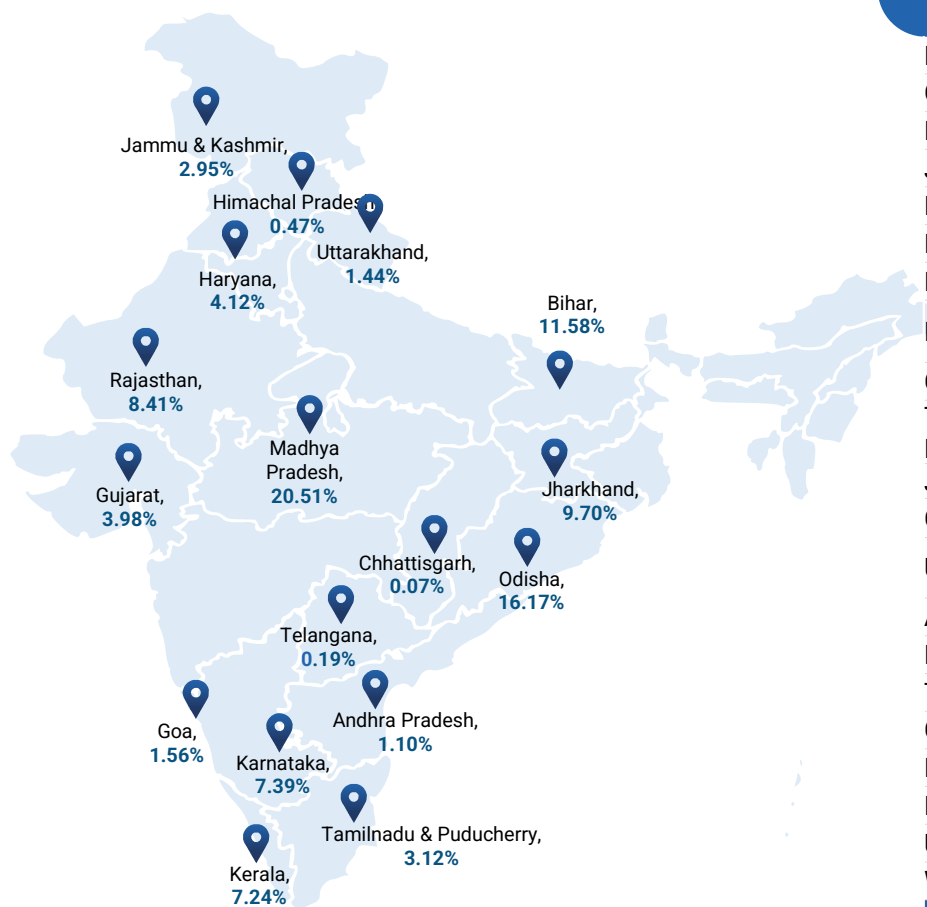 Jammu & Kashmir,
2.95%
Himachal Pradesh
0.47%
Uttarakhand,
1.44%
Haryana,
4.12%
Bihar,
11.58%
Rajasthan,
8.41%
Madhya
Pradesh,
20.51%
Gujarat,
3.98%
Jharkhand,
9.70%
Chhattisgarh,
0.07%
Odisha,
16.17%
Telangana,
0.19%
Goa,
1.56%
Andhra Pradesh,
1.10%
Karnataka,
7.39%
Tamilnadu & Puducherry,
3.12%
Kerala,
7.24%